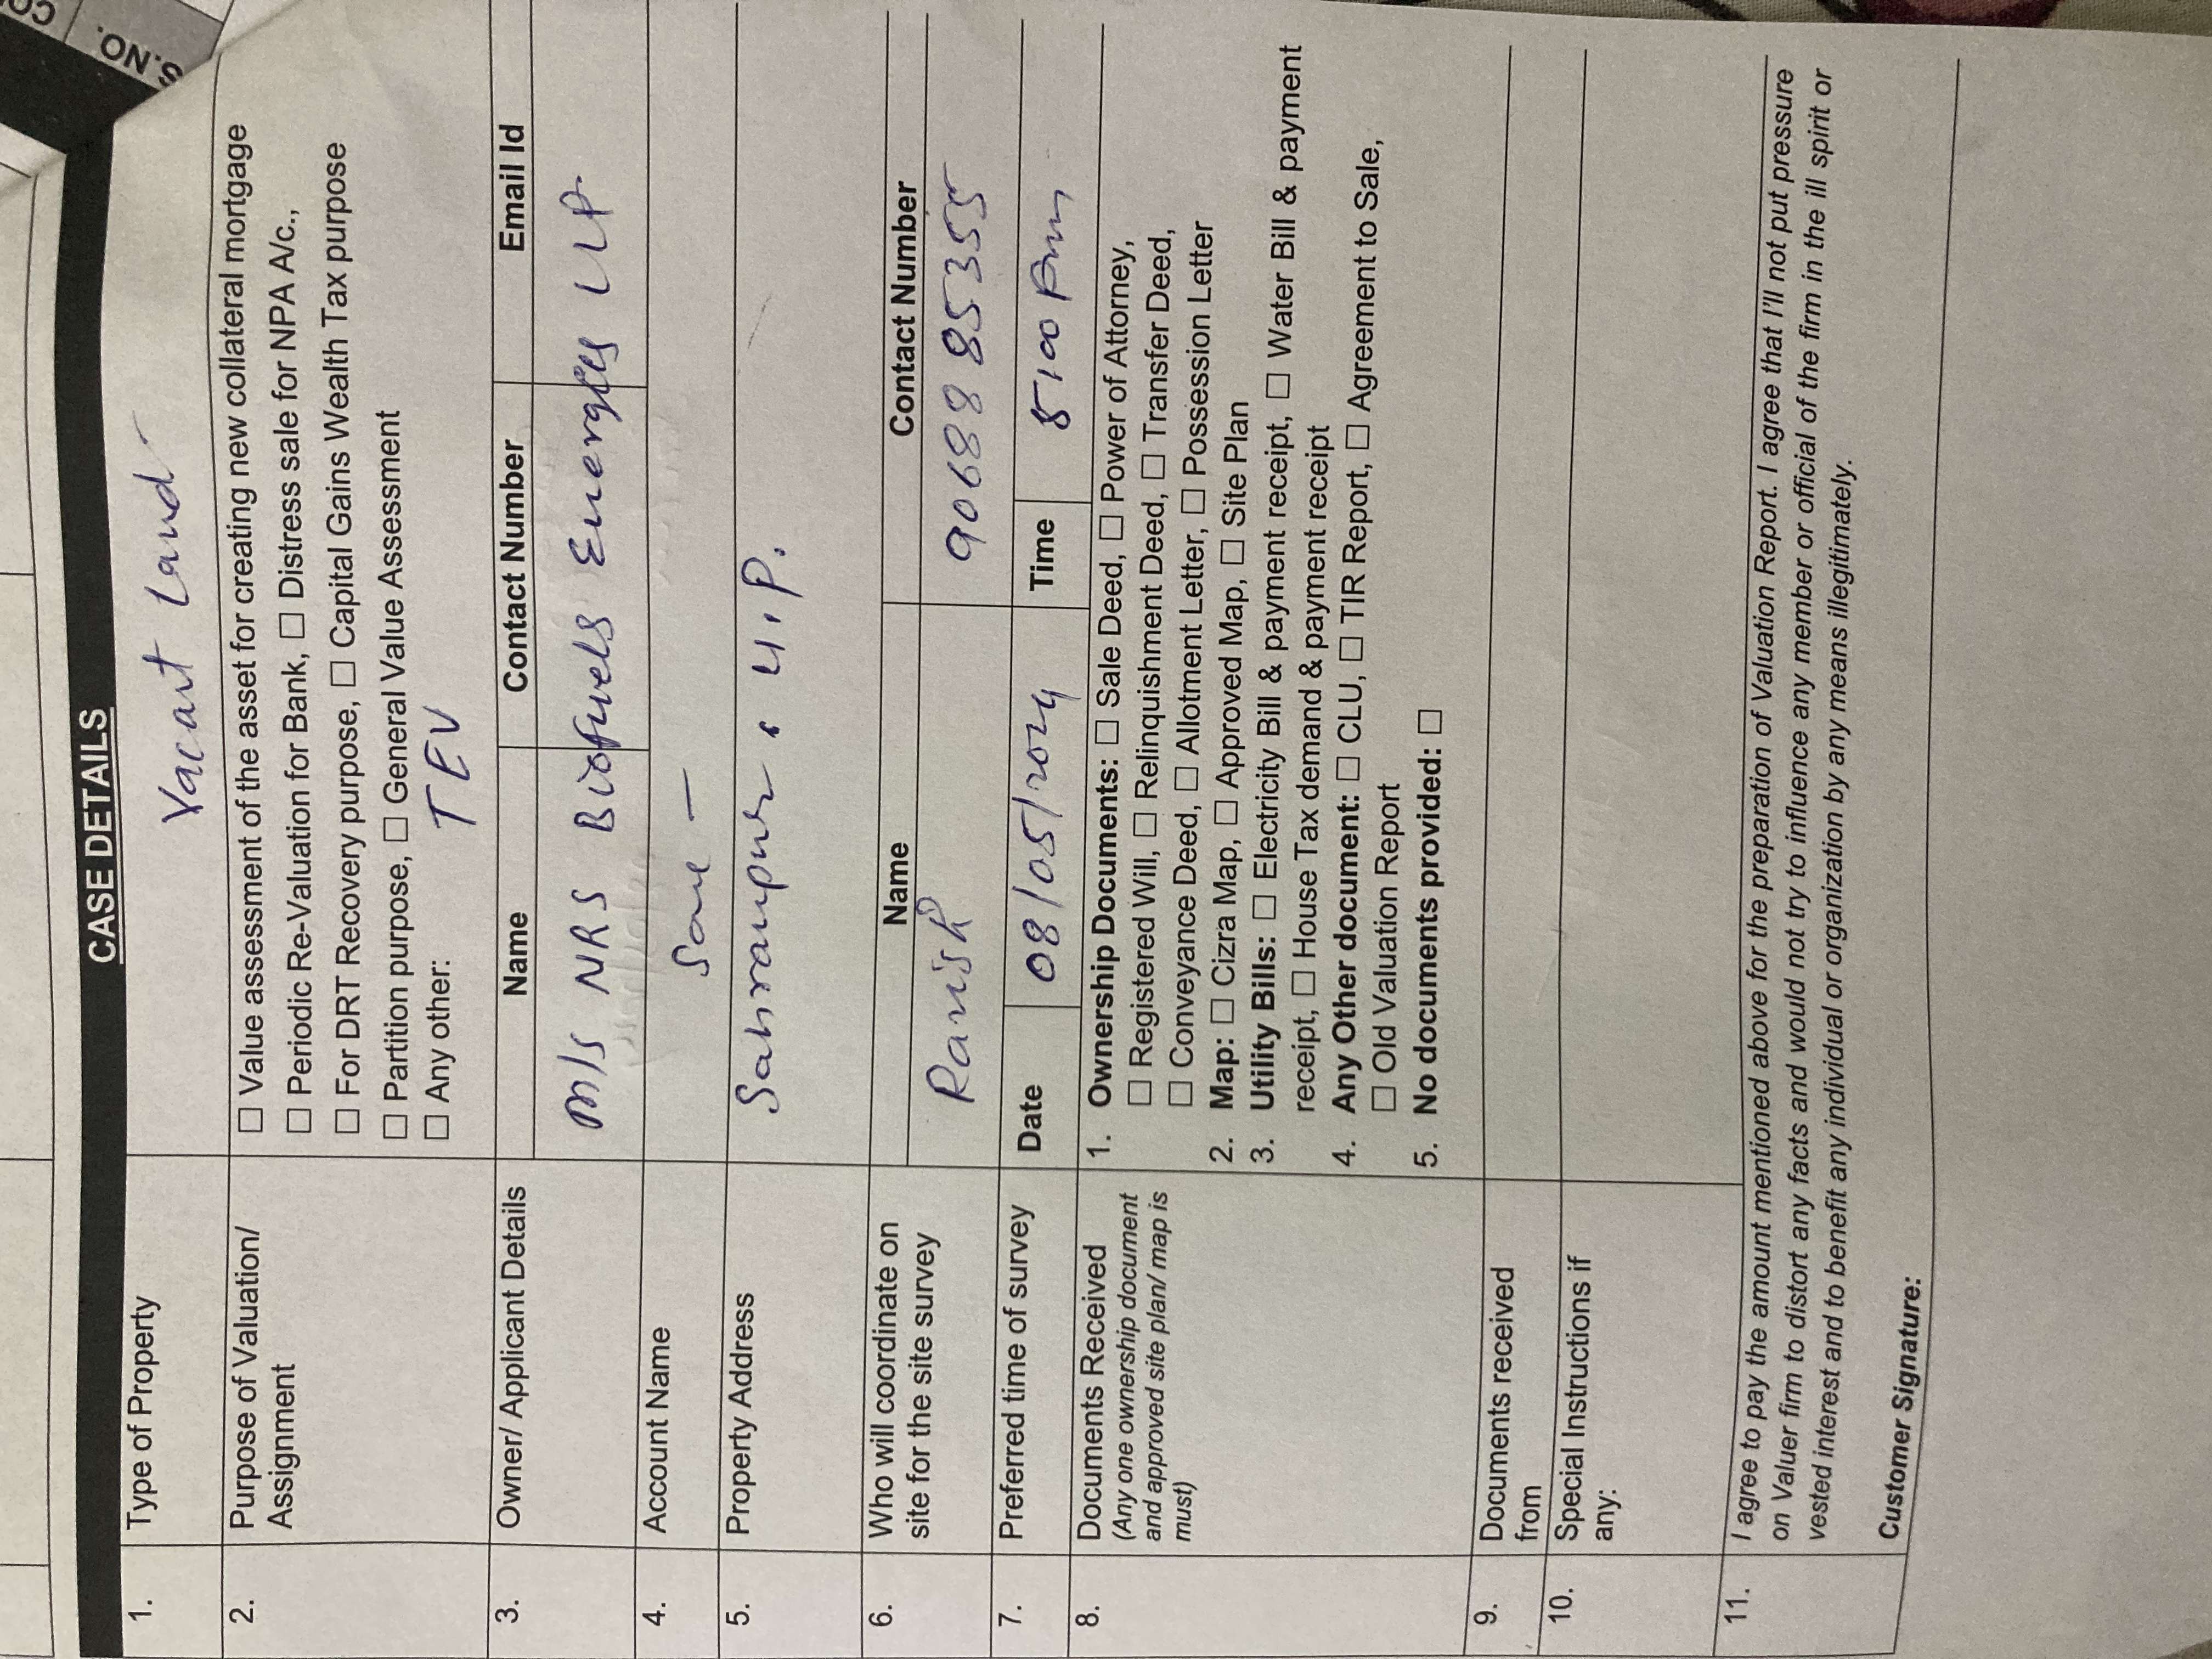 S.NO.
CASE DETAILS
1. Type of Property Vacant Land
2. Purpose of Valuation/ Assignment
☐ Value assessment of the asset for creating new collateral mortgage
☐ Periodic Re-Valuation for Bank, ☐ Distress sale for NPA A/c.,
☐ For DRT Recovery purpose, ☐ Capital Gains Wealth Tax purpose
☐ Partition purpose, ☐ General Value Assessment
☐ Any other: TEV
3. Owner/ Applicant Details
Name Contact Number Email Id
M/s NRS Biofuels Energies LLP.
4. Account Name Same —
5. Property Address Sahranpur, U.P.
6. Who will coordinate on
site for the site survey
Name Contact Number
9068885355
7. Preferred time of survey Date 08/05/2024 Time
8. Documents Received
(Any one ownership document
and approved site plan/ map is
must)
1. Ownership Documents: ☐ Sale Deed, ☐ Power of Attorney,
☐ Registered Will, ☐ Relinquishment Deed, ☐ Transfer Deed,
☐ Conveyance Deed, ☐ Allotment Letter, ☐ Possession Letter
2. Map: ☐ Cizra Map, ☐ Approved Map, ☐ Site Plan
3. Utility Bills: ☐ Electricity Bill & payment receipt, ☐ Water Bill & payment
receipt, ☐ House Tax demand & payment receipt
4. Any Other document: ☐ CLU, ☐ TIR Report, ☐ Agreement to Sale,
☐ Old Valuation Report
5. No documents provided: ☐
9. Documents received
from
10. Special Instructions if
any:
11. I agree to pay the amount mentioned above for the preparation of Valuation Report. I agree that I'll not put pressure
on Valuer firm to distort any facts and would not try to influence any member or official of the firm in the ill spirit or
vested interest and to benefit any individual or organization by any means illegitimately.
Customer Signature: